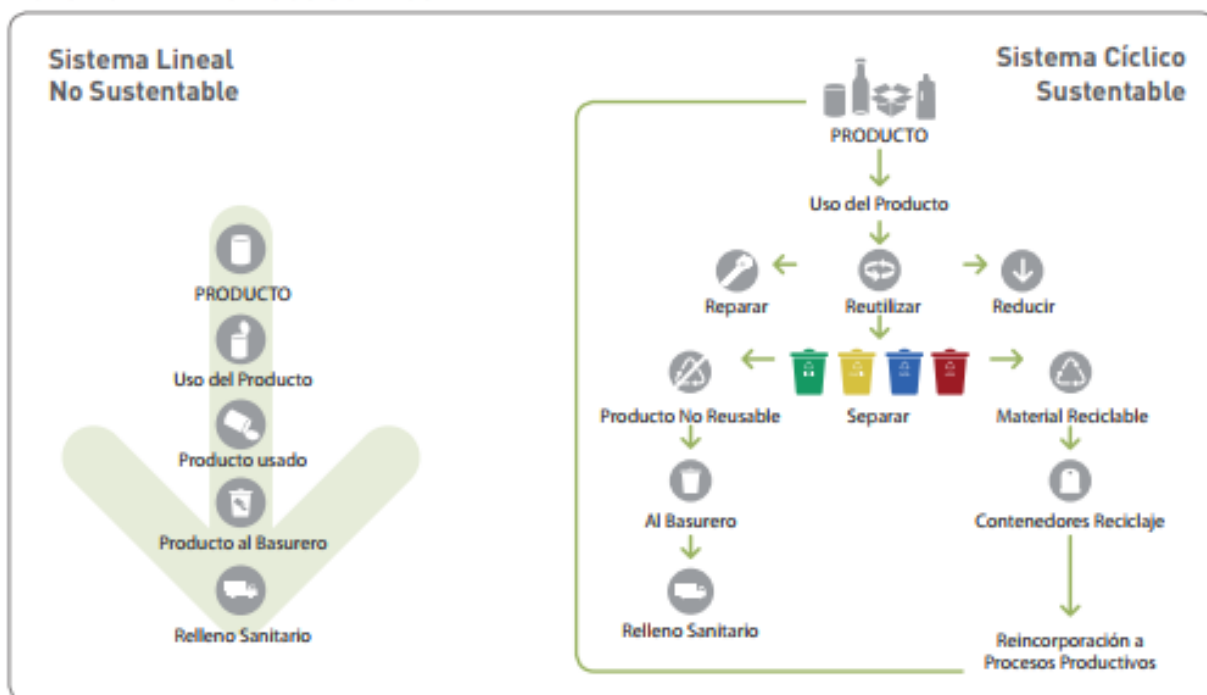 Sistema Lineal
No Sustentable
PRODUCTO
Uso del Producto
Producto usado
Producto al Basurero
Relleno Sanitario
Sistema Cíclico
Sustentable
PRODUCTO
Uso del Producto
Reparar
Reutilizar
Reducir
Producto No Reusable
Separar
Material Reciclable
Al Basurero
Contenedores Reciclaje
Relleno Sanitario
Reincorporación a
Procesos Productivos